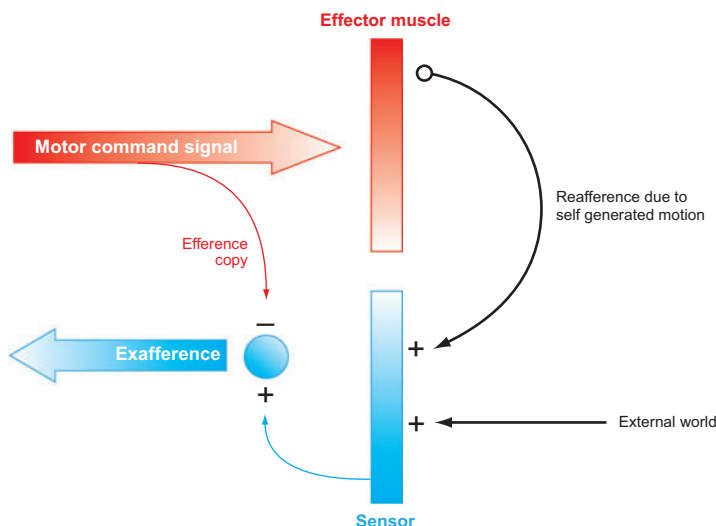 Effector muscle
Motor command signal
Reafference due to
self generated motion
Efference
copy
−
Exafference
+
+
+
External world
Sensor